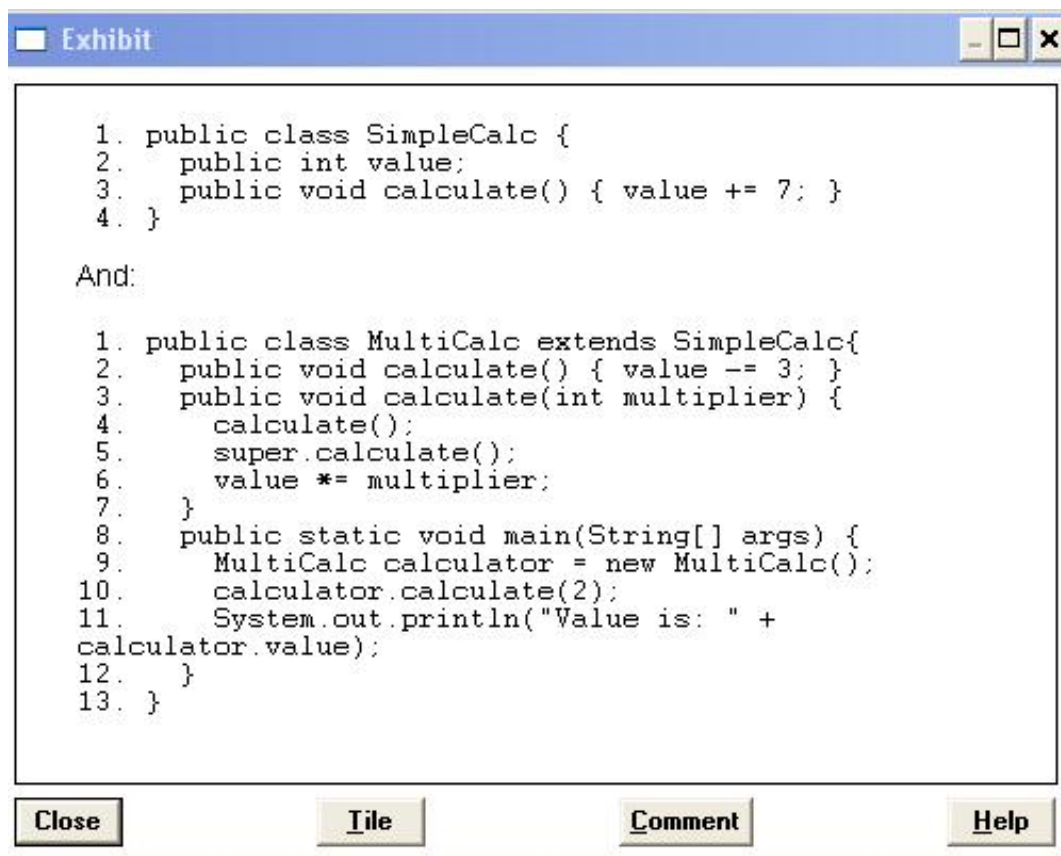 Exhibit
1. public class SimpleCalc {
2.   public int value;
3.   public void calculate() { value += 7; }
4. }
And:
1. public class MultiCalc extends SimpleCalc{
2.   public void calculate() { value -= 3; }
3.   public void calculate(int multiplier) {
4.     calculate();
5.     super.calculate();
6.     value *= multiplier;
7.   }
8.   public static void main(String[] args) {
9.     MultiCalc calculator = new MultiCalc();
10.     calculator.calculate(2);
11.     System.out.println("Value is: " +
calculator.value);
12.   }
13. }
Close Tile Comment Help